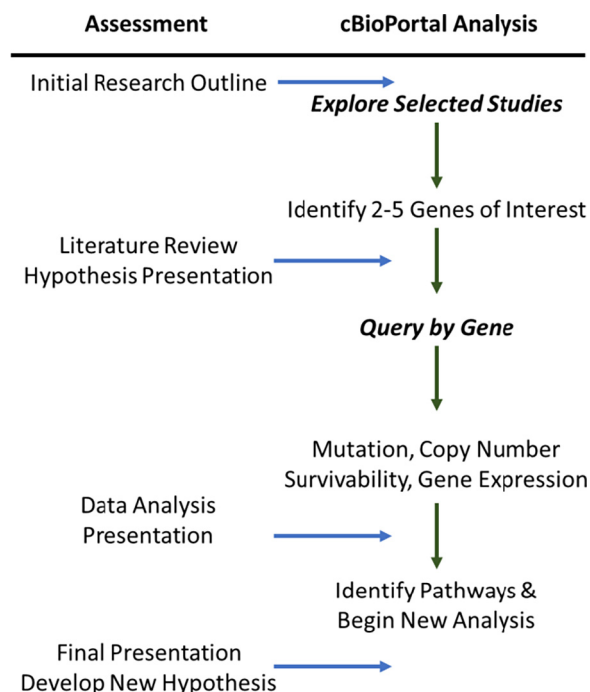 Assessment
cBioPortal Analysis
Initial Research Outline
Explore Selected Studies
Identify 2-5 Genes of Interest
Literature Review
Hypothesis Presentation
Query by Gene
Mutation, Copy Number
Survivability, Gene Expression
Data Analysis
Presentation
Identify Pathways &
Begin New Analysis
Final Presentation
Develop New Hypothesis